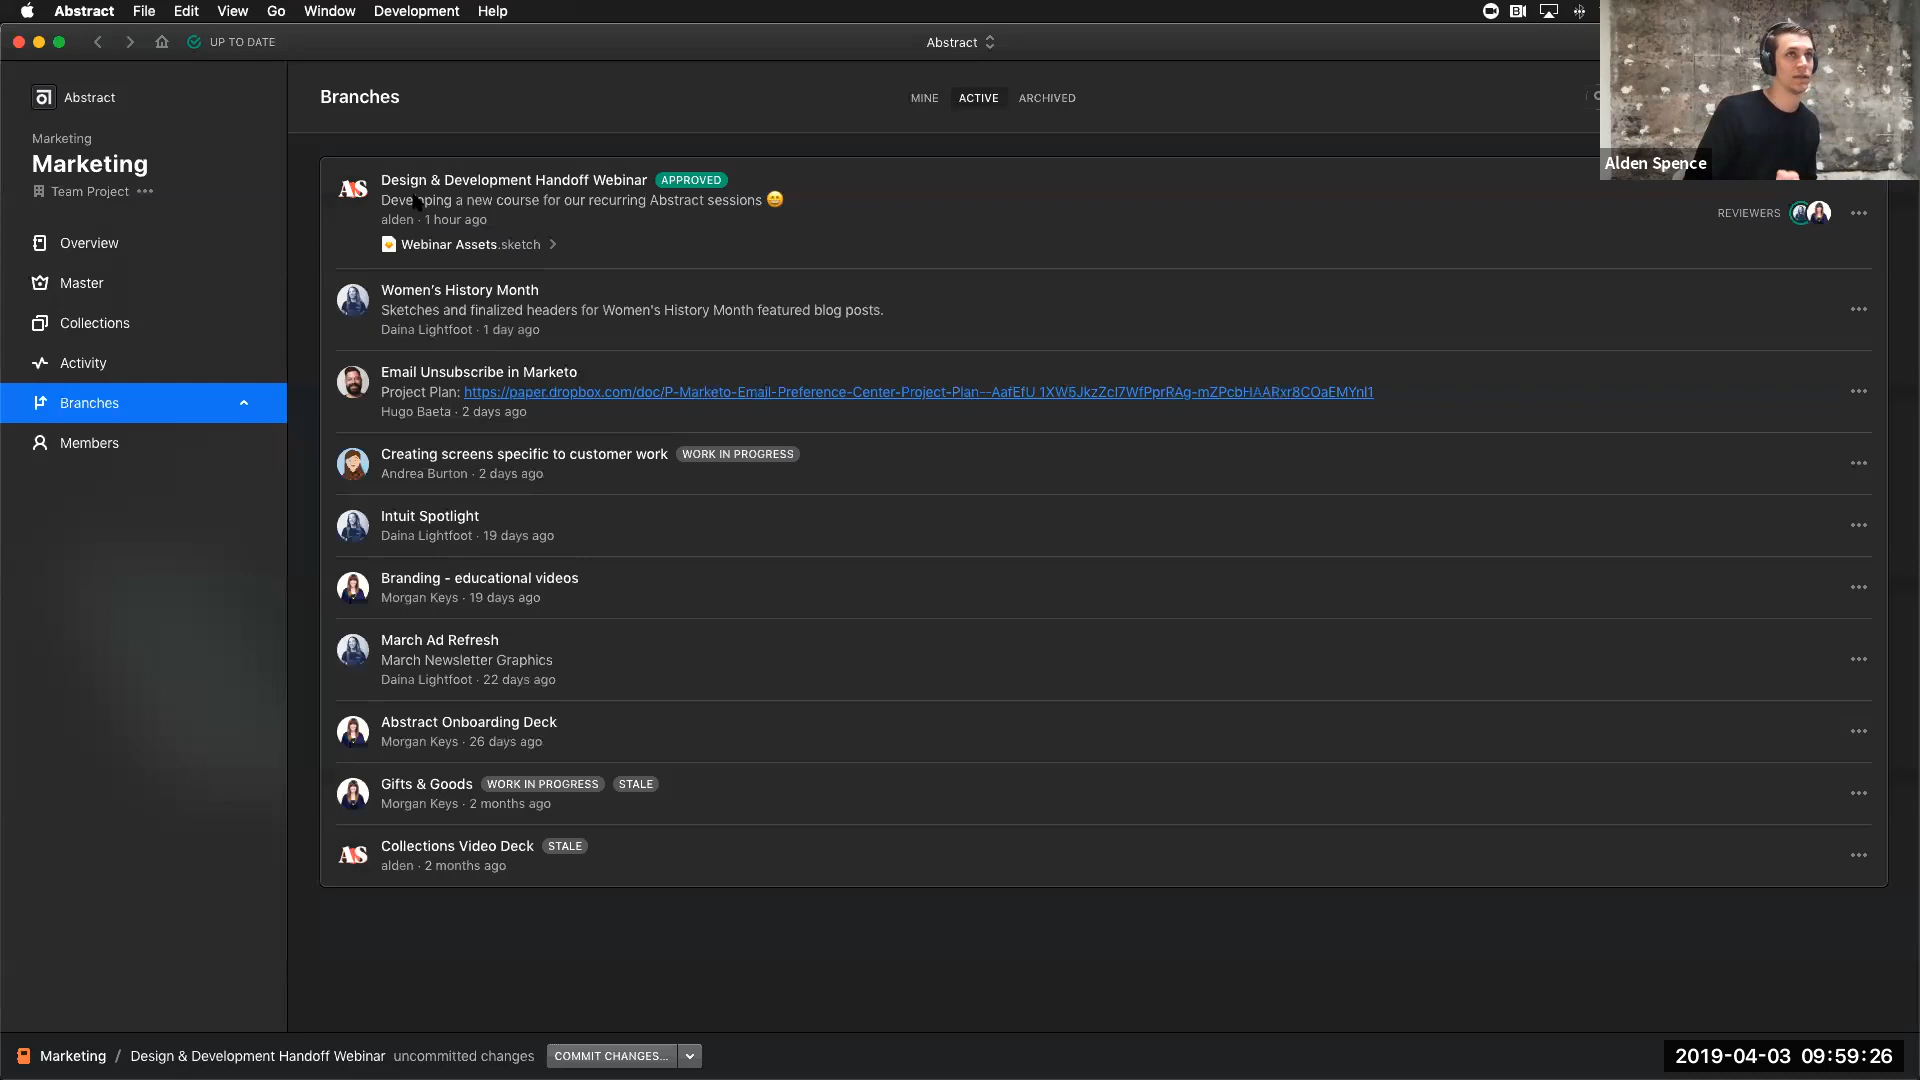 Abstract File Edit View Go Window Development Help
UP TO DATE
Abstract
Abstract
Marketing
Marketing
Team Project
Overview
Master
Collections
Activity
Branches
Members
Branches
MINE ACTIVE ARCHIVED
Alden Spence
AS
Design & Development Handoff Webinar APPROVED
Developing a new course for our recurring Abstract sessions 😄
alden · 1 hour ago
Webinar Assets.sketch
REVIEWERS
Women's History Month
Sketches and finalized headers for Women's History Month featured blog posts.
Daina Lightfoot · 1 day ago
Email Unsubscribe in Marketo
Project Plan: https://paper.dropbox.com/doc/P-Marketo-Email-Preference-Center-Project-Plan--AafEfU
Hugo Baeta · 2 days ago
Creating screens specific to customer work WORK IN PROGRESS
Andrea Burton · 2 days ago
Intuit Spotlight
Daina Lightfoot · 19 days ago
Branding - educational videos
Morgan Keys · 19 days ago
March Ad Refresh
March Newsletter Graphics
Daina Lightfoot · 22 days ago
Abstract Onboarding Deck
Morgan Keys · 26 days ago
Gifts & Goods WORK IN PROGRESS STALE
Morgan Keys · 2 months ago
AS
Collections Video Deck STALE
alden · 2 months ago
Marketing / Design & Development Handoff Webinar uncommitted changes COMMIT CHANGES...
2019-04-03 09:59:26